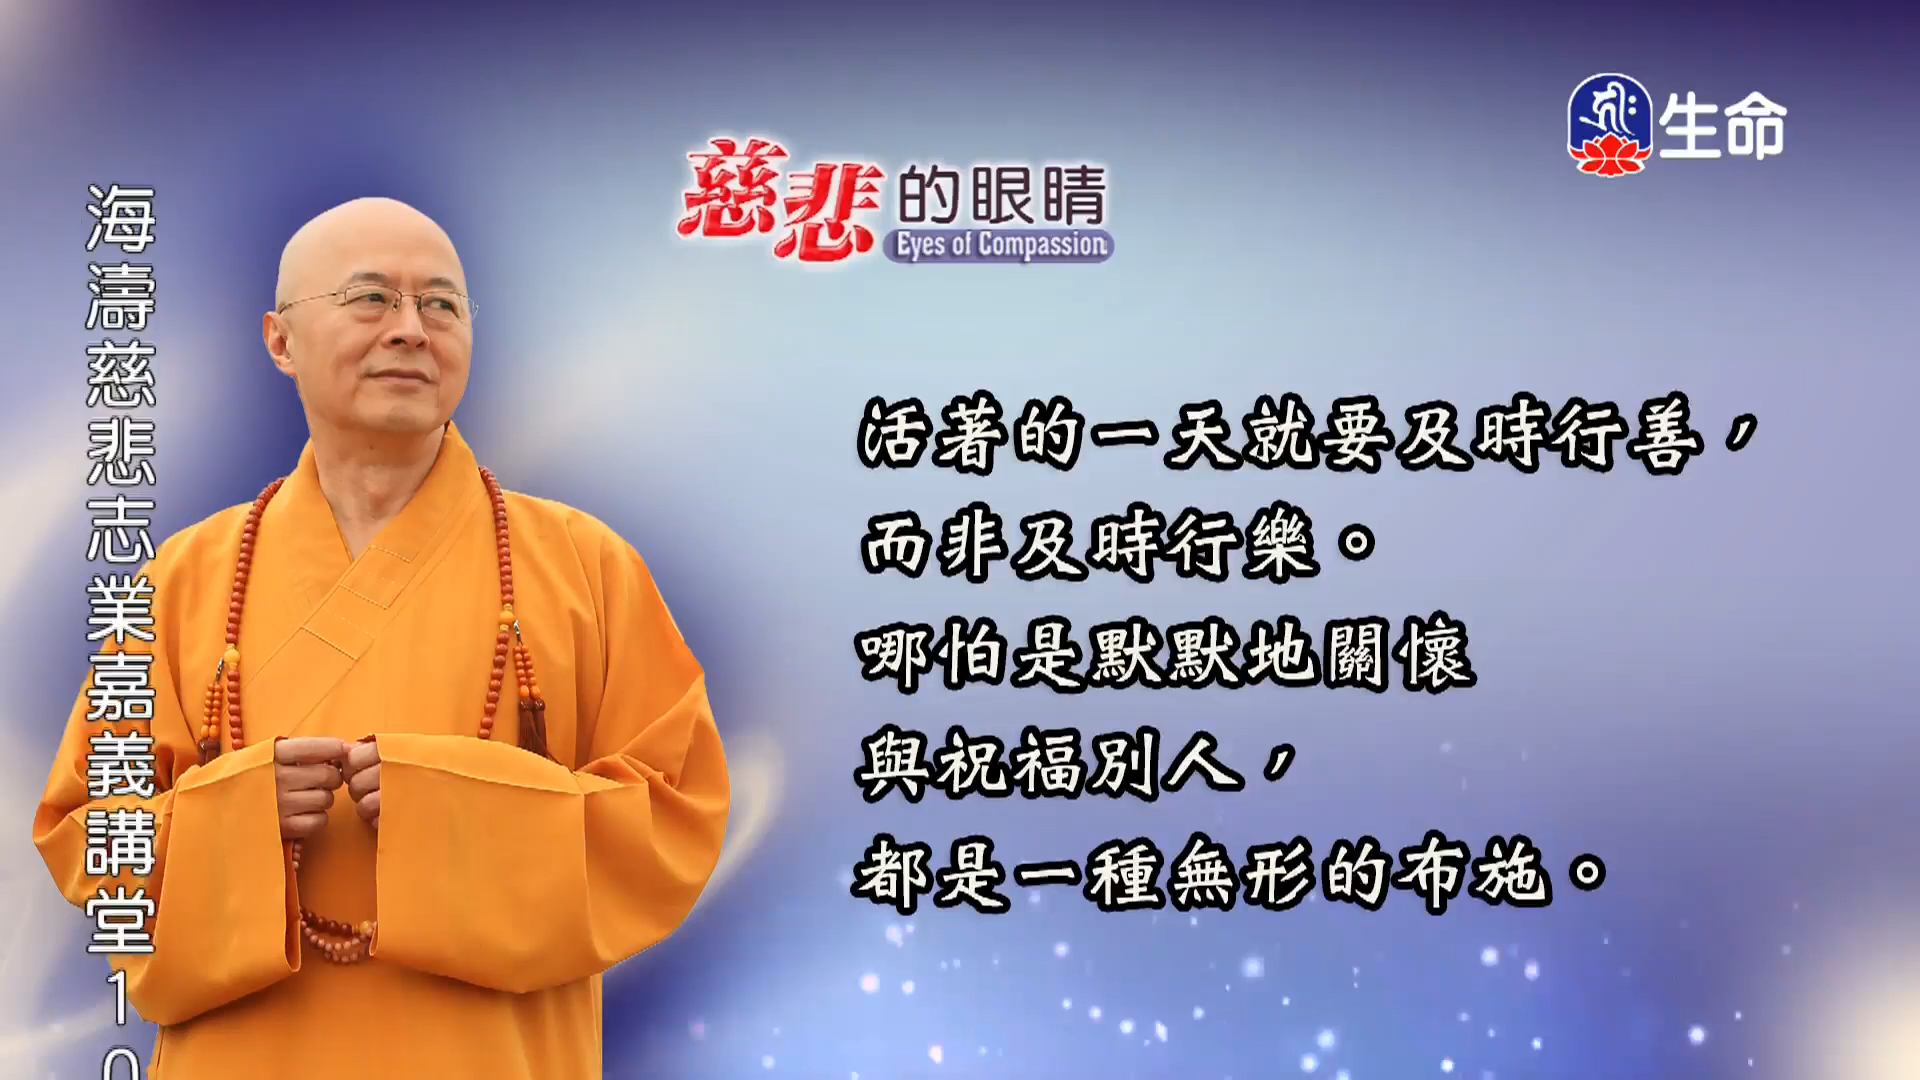 生命
慈悲的眼睛
Eyes of Compassion
海濤慈悲志業嘉義講堂10
活著的一天就要及時行善，
而非及時行樂。
哪怕是默默地關懷
與祝福別人，
都是一種無形的布施。